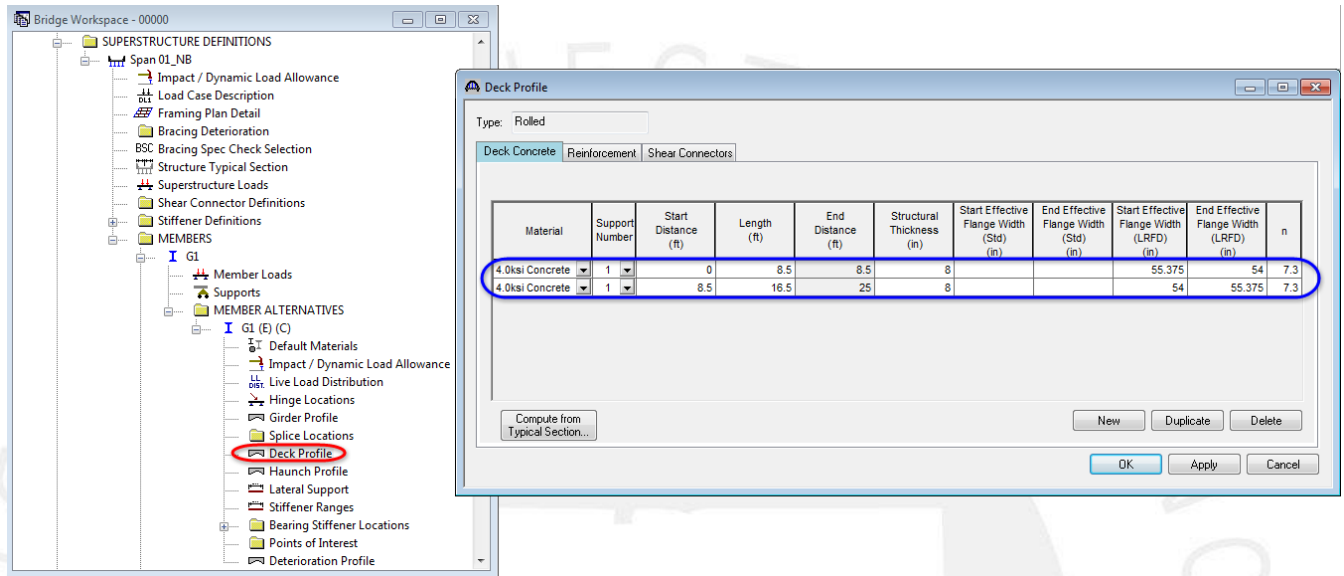 Bridge Workspace - 00000
SUPERSTRUCTURE DEFINITIONS
Span 01_NB
Impact / Dynamic Load Allowance
DL1 Load Case Description
Framing Plan Detail
Bracing Deterioration
BSC Bracing Spec Check Selection
Structure Typical Section
Superstructure Loads
Shear Connector Definitions
Stiffener Definitions
MEMBERS
G1
Member Loads
Supports
MEMBER ALTERNATIVES
G1 (E) (C)
Default Materials
Impact / Dynamic Load Allowance
LL DIST. Live Load Distribution
Hinge Locations
Girder Profile
Splice Locations
Deck Profile
Haunch Profile
Lateral Support
Stiffener Ranges
Bearing Stiffener Locations
Points of Interest
Deterioration Profile
Deck Profile
Type: Rolled
Deck Concrete Reinforcement Shear Connectors
Material Support Number Start Distance (ft) Length (ft) End Distance (ft) Structural Thickness (in) Start Effective Flange Width (Std) (in) End Effective Flange Width (Std) (in) Start Effective Flange Width (LRFD) (in) End Effective Flange Width (LRFD) (in) n
4.0ksi Concrete 1 0 8.5 8.5 8 55.375 54 7.3
4.0ksi Concrete 1 8.5 16.5 25 8 54 55.375 7.3
Compute from
Typical Section...
New Duplicate Delete
OK Apply Cancel